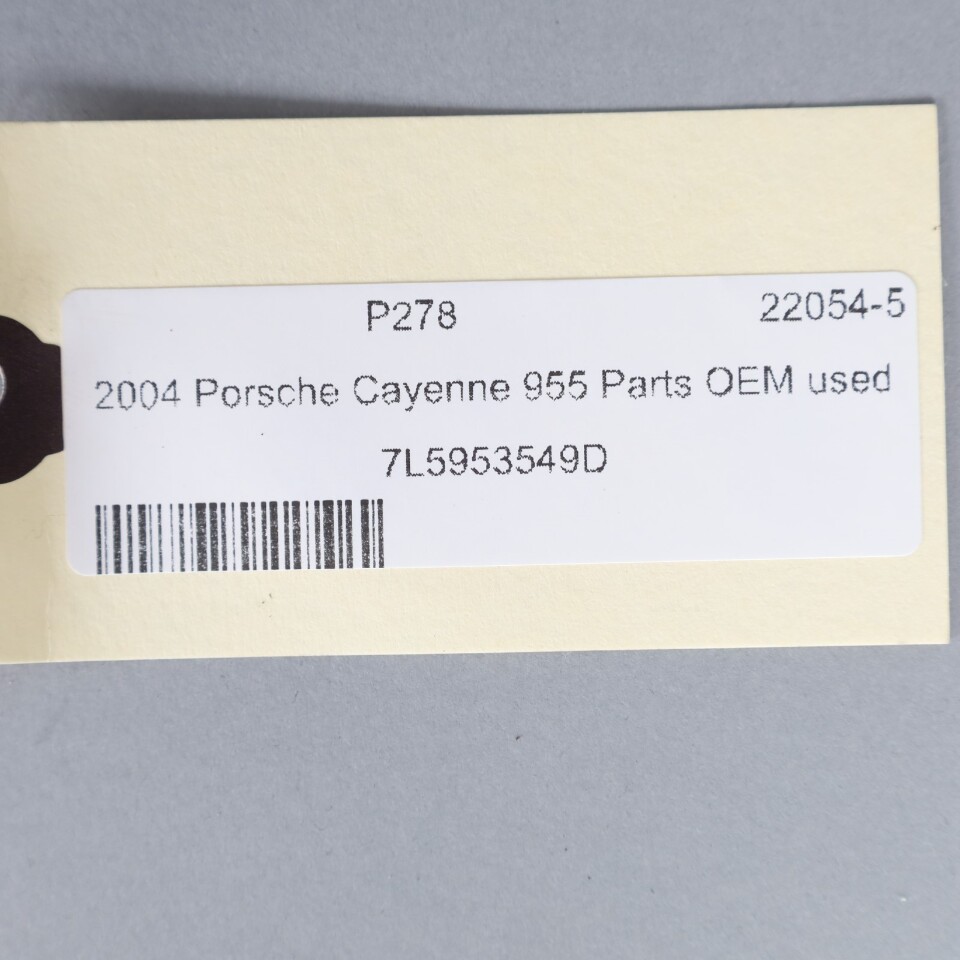 P278 22054-5
2004 Porsche Cayenne 955 Parts OEM used
7L5953549D